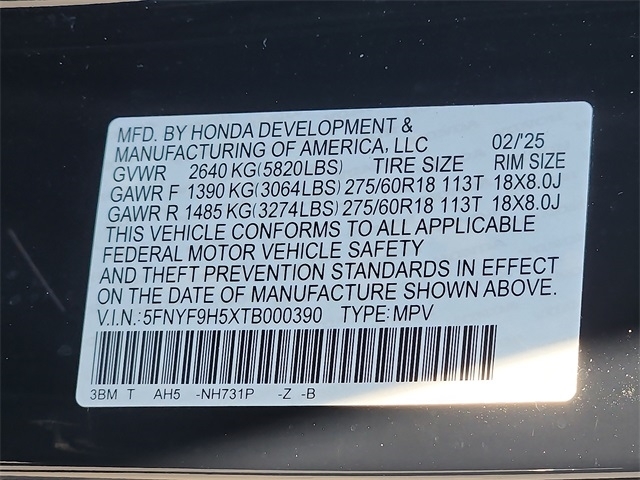 MFD. BY HONDA DEVELOPMENT &
MANUFACTURING OF AMERICA, LLC 02/'25
GVWR 2640 KG(5820LBS) TIRE SIZE RIM SIZE
GAWR F 1390 KG(3064LBS) 275/60R18 113T 18X8.0J
GAWR R 1485 KG(3274LBS) 275/60R18 113T 18X8.0J
THIS VEHICLE CONFORMS TO ALL APPLICABLE
FEDERAL MOTOR VEHICLE SAFETY
AND THEFT PREVENTION STANDARDS IN EFFECT
ON THE DATE OF MANUFACTURE SHOWN ABOVE.
V.I.N.: 5FNYF9H5XTB000390 TYPE: MPV
3BM T AH5 -NH731P -Z -B